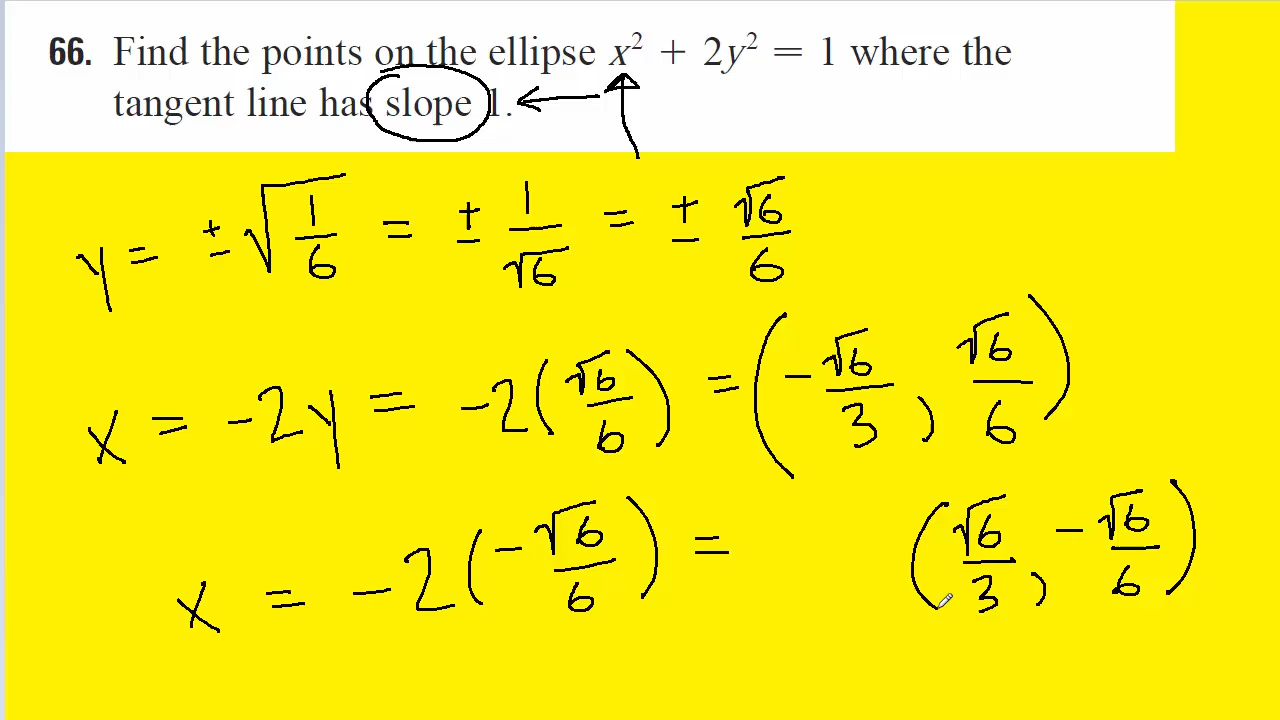 66. Find the points on the ellipse x² + 2y² = 1 where the
tangent line has slope 1.
y = ±√(1/6) = ± 1/√6 = ± √6/6
x = -2y = -2(√6/6) = (-√6/3, √6/6)
x = -2(-√6/6) = (√6/3, -√6/6)